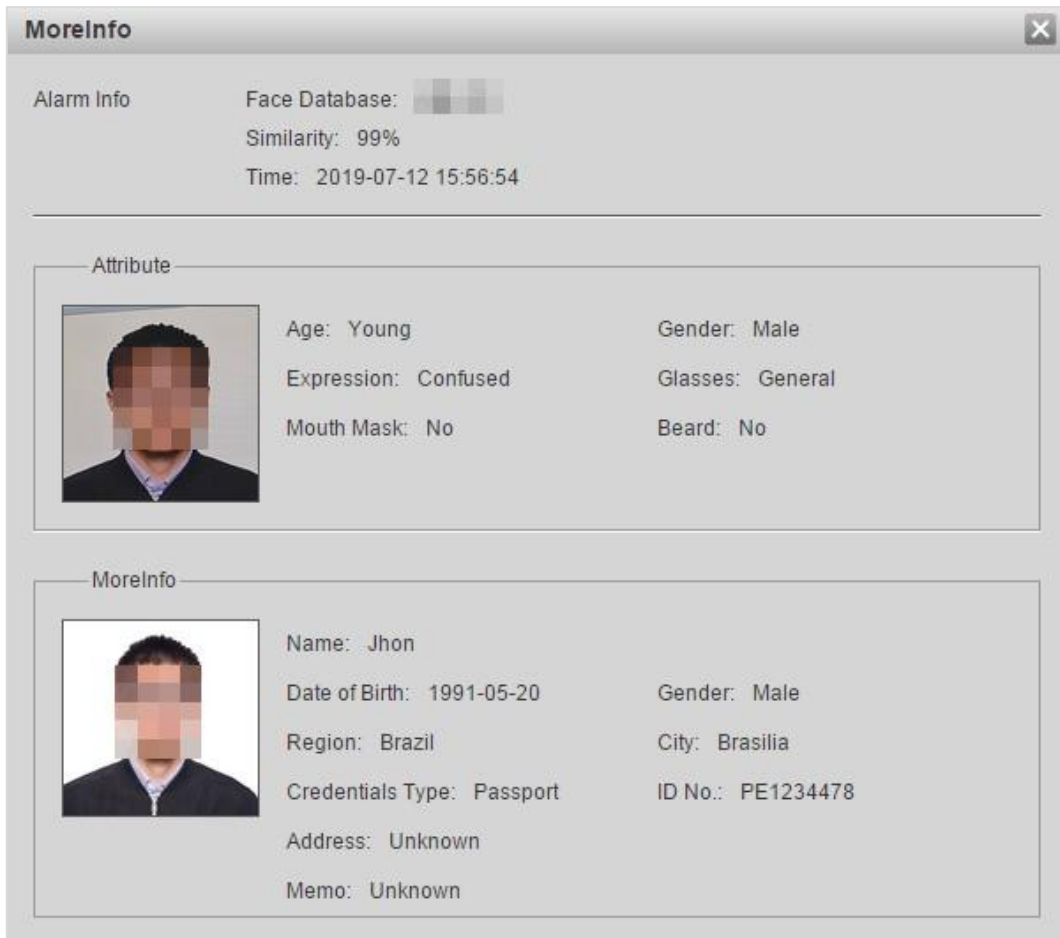 MoreInfo
Alarm Info
Face Database:
Similarity: 99%
Time: 2019-07-12 15:56:54
Attribute
Age: Young Gender: Male
Expression: Confused Glasses: General
Mouth Mask: No Beard: No
MoreInfo
Name: Jhon
Date of Birth: 1991-05-20 Gender: Male
Region: Brazil City: Brasilia
Credentials Type: Passport ID No.: PE1234478
Address: Unknown
Memo: Unknown